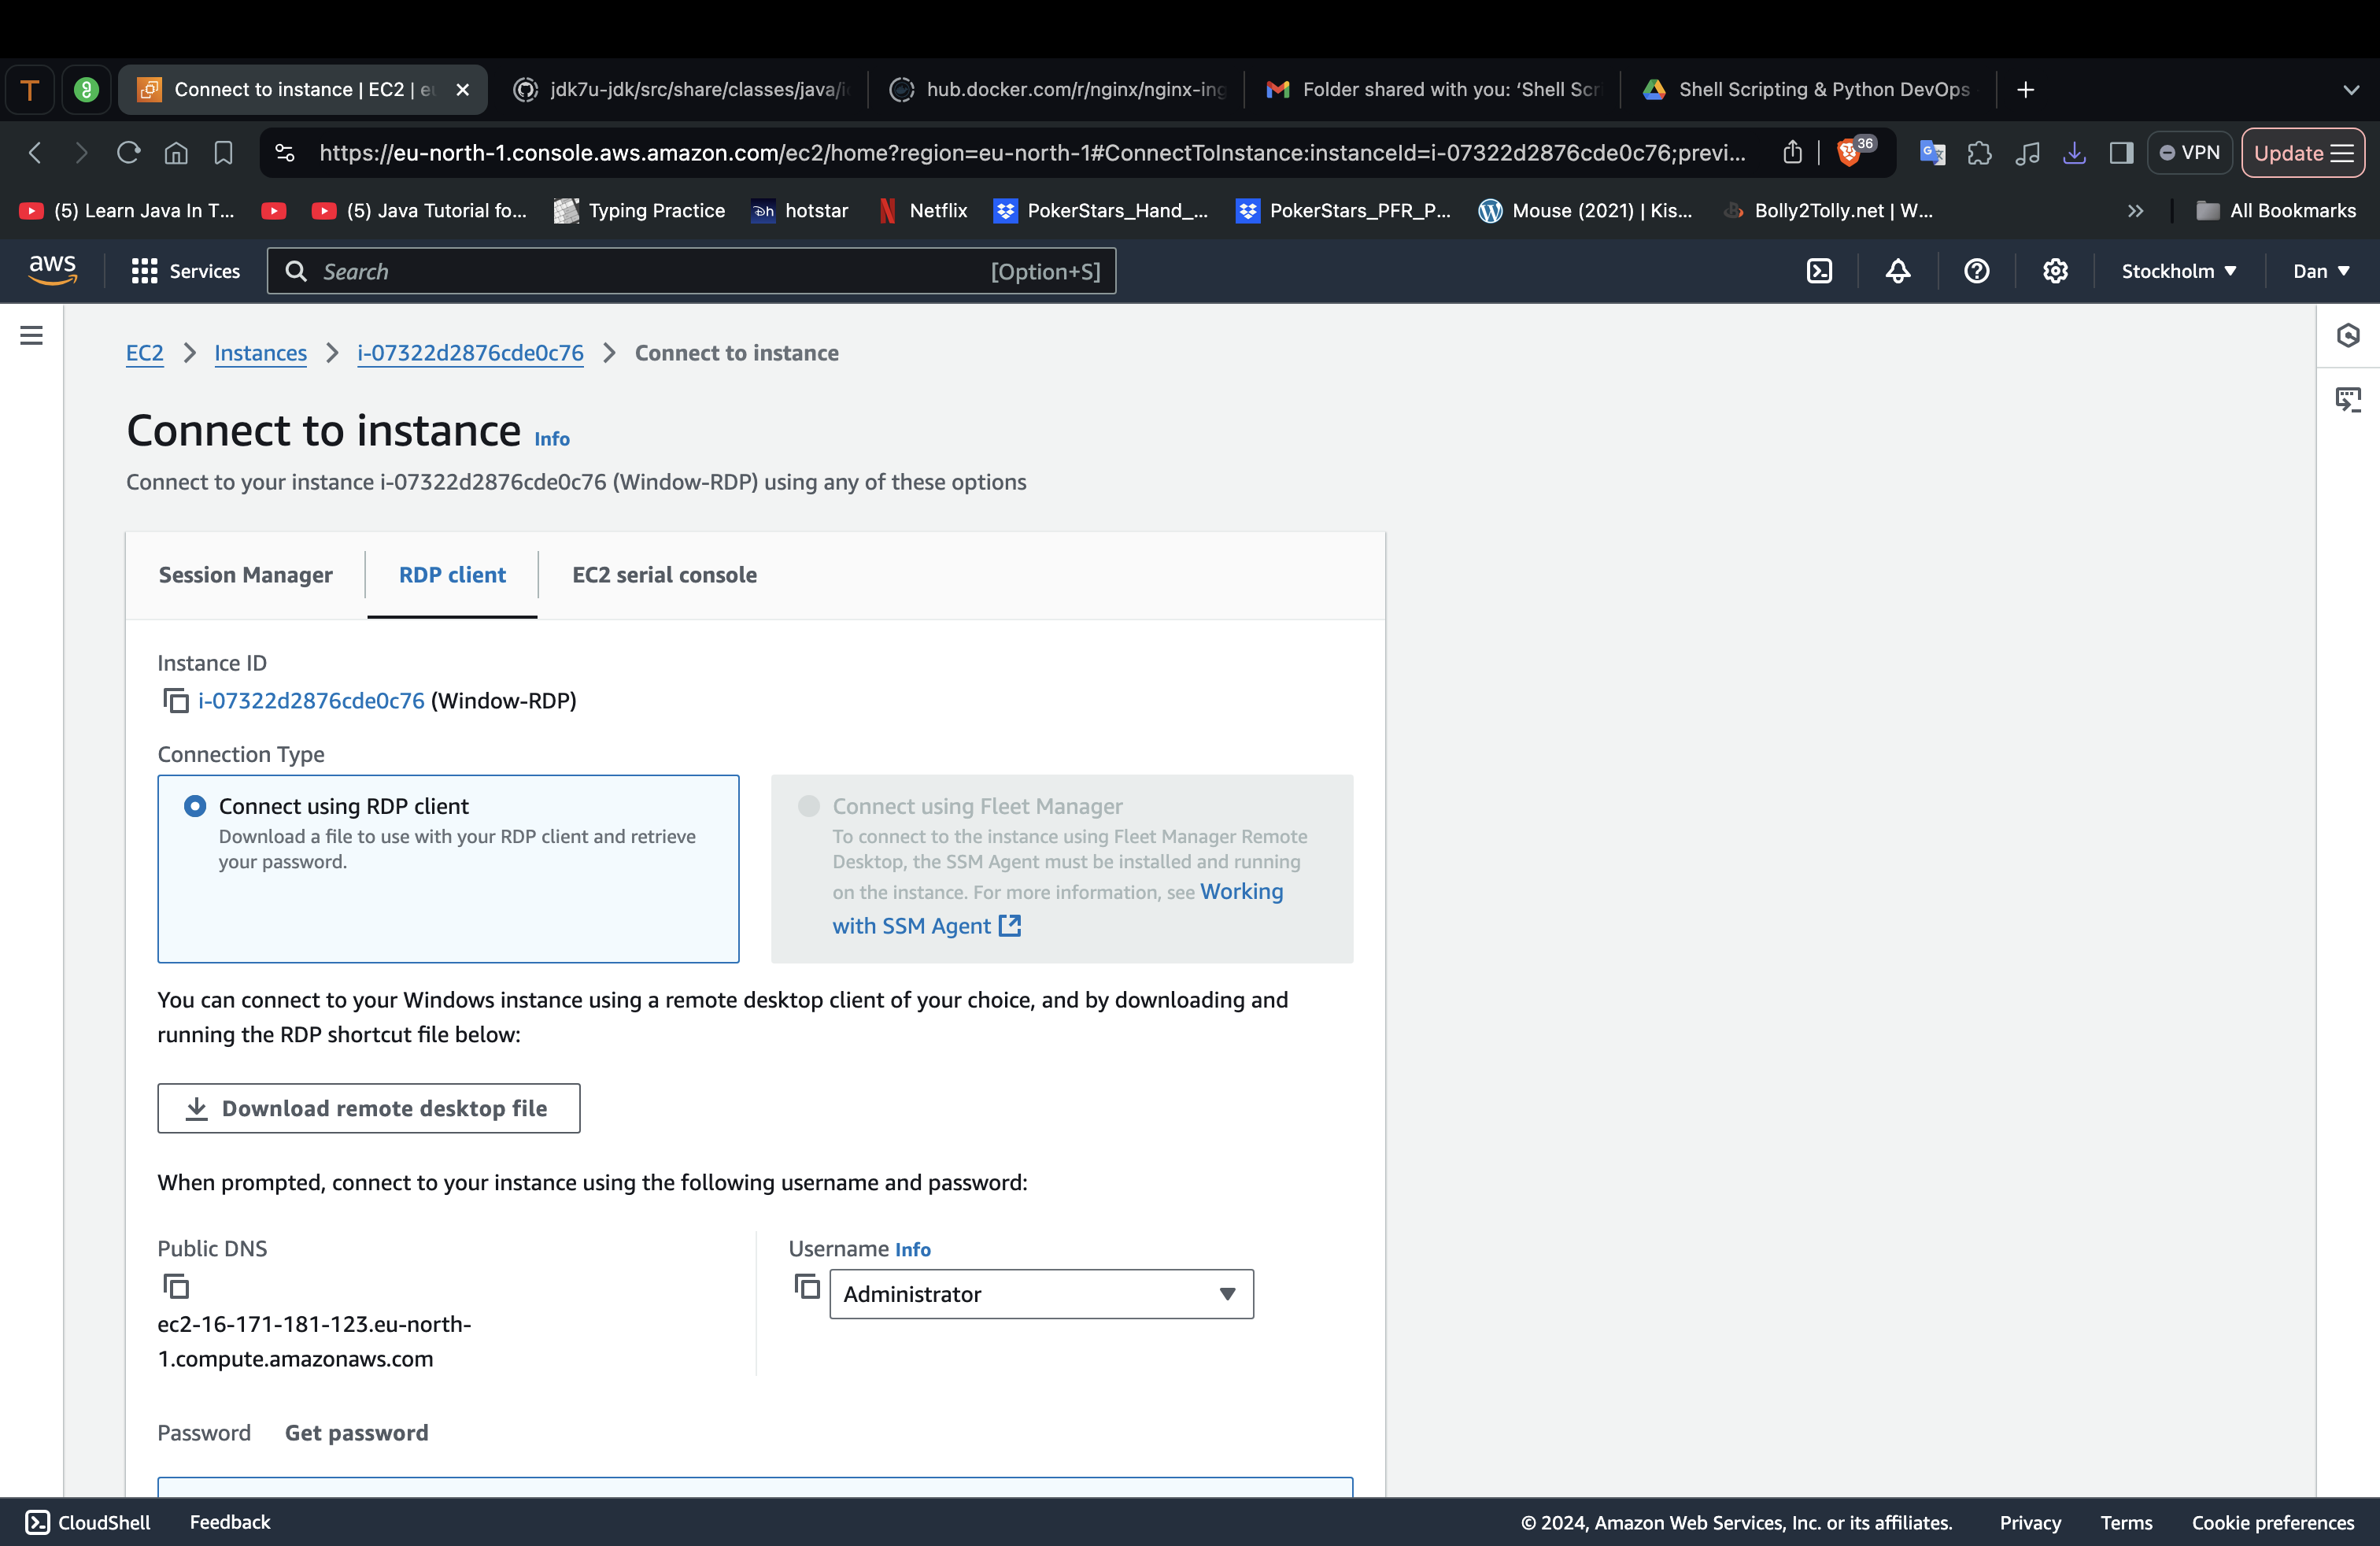 T
Connect to instance | EC2 | eu
jdk7u-jdk/src/share/classes/java/i
hub.docker.com/r/nginx/nginx-ing
Folder shared with you: ‘Shell Scri
Shell Scripting & Python DevOps
https://eu-north-1.console.aws.amazon.com/ec2/home?region=eu-north-1#ConnectToInstance:instanceId=i-07322d2876cde0c76;previ...
36
VPN
Update
(5) Learn Java In T...
(5) Java Tutorial fo...
Typing Practice
hotstar
Netflix
PokerStars_Hand_...
PokerStars_PFR_P...
Mouse (2021) | Kis...
Bolly2Tolly.net | W...
All Bookmarks
aws
Services
Search
[Option+S]
Stockholm
Dan
EC2
Instances
i-07322d2876cde0c76
Connect to instance
Connect to instance Info
Connect to your instance i-07322d2876cde0c76 (Window-RDP) using any of these options
Session Manager
RDP client
EC2 serial console
Instance ID
i-07322d2876cde0c76 (Window-RDP)
Connection Type
Connect using RDP client
Download a file to use with your RDP client and retrieve
your password.
Connect using Fleet Manager
To connect to the instance using Fleet Manager Remote
Desktop, the SSM Agent must be installed and running
on the instance. For more information, see Working
with SSM Agent
You can connect to your Windows instance using a remote desktop client of your choice, and by downloading and
running the RDP shortcut file below:
Download remote desktop file
When prompted, connect to your instance using the following username and password:
Public DNS
ec2-16-171-181-123.eu-north-
1.compute.amazonaws.com
Username Info
Administrator
Password
Get password
CloudShell
Feedback
© 2024, Amazon Web Services, Inc. or its affiliates.
Privacy
Terms
Cookie preferences